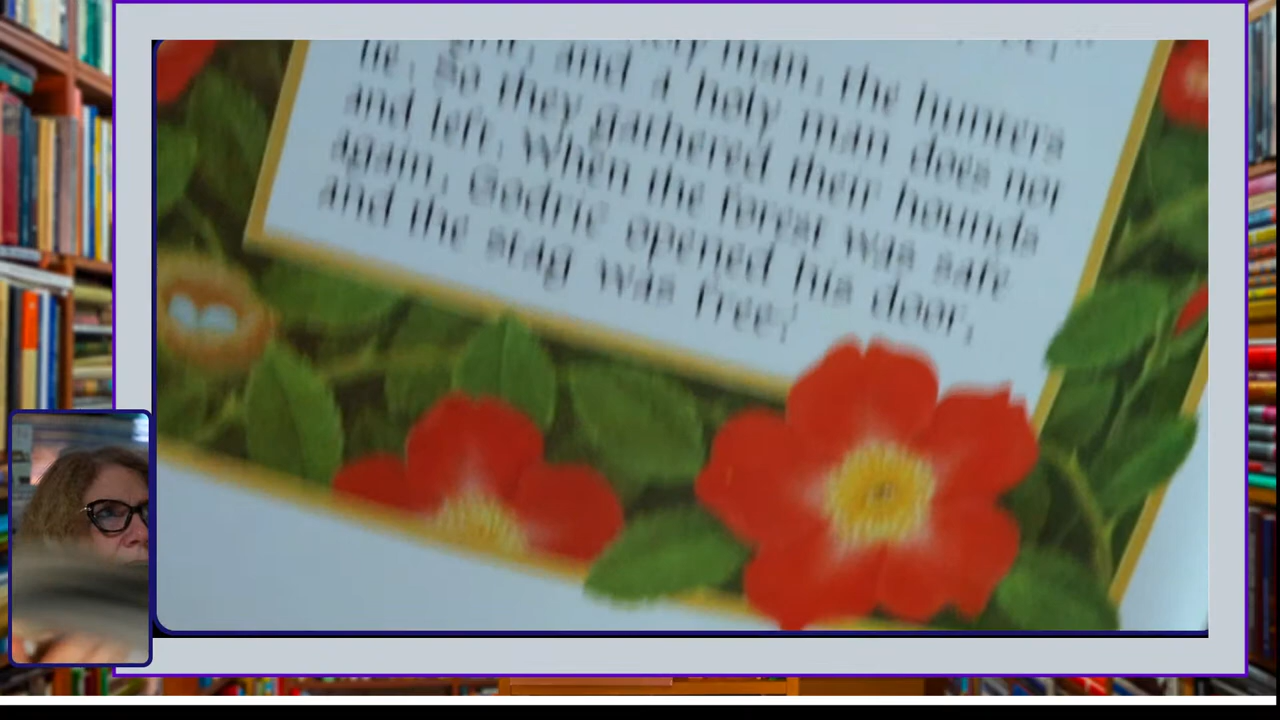 holy man, the hunters
lie. So they gathered their hounds
and a holy man does not
and left. When the forest was safe
again, Godric opened his door,
and the stag was free.